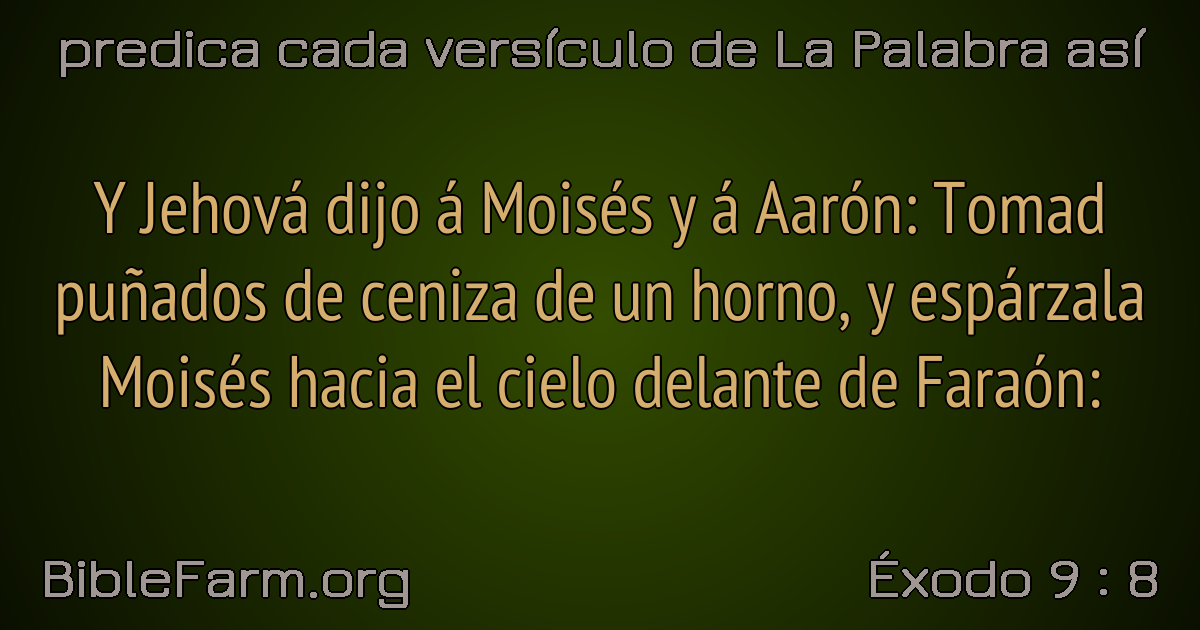 predica cada versículo de La Palabra así
Y Jehová dijo á Moisés y á Aarón: Tomad
puñados de ceniza de un horno, y espárzala
Moisés hacia el cielo delante de Faraón:
BibleFarm.org
Éxodo 9 : 8